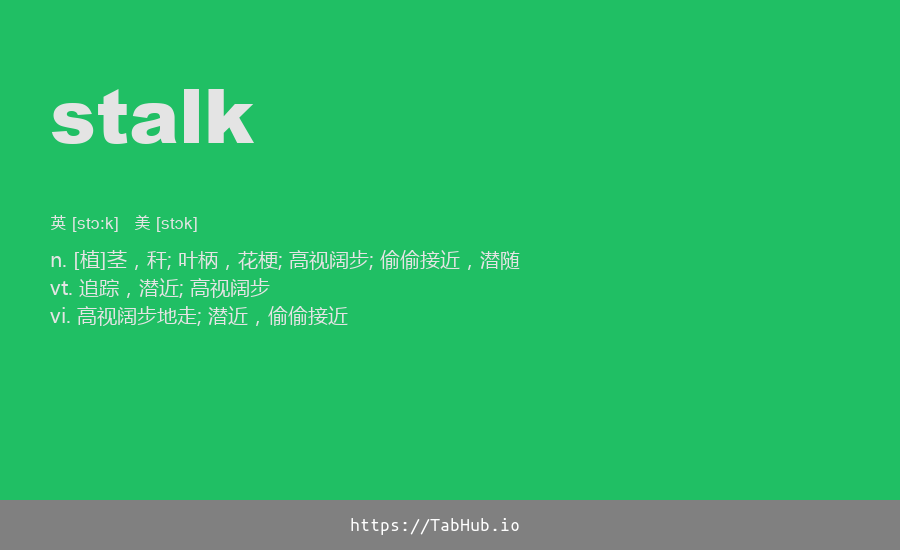 stalk
英 [stɔːk] 美 [stɔk]
n. [植]茎，秆; 叶柄，花梗; 高视阔步; 偷偷接近，潜随
vt. 追踪，潜近; 高视阔步
vi. 高视阔步地走; 潜近，偷偷接近
https://TabHub.io